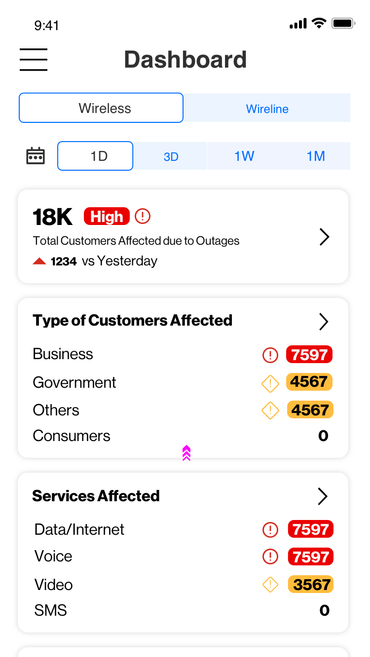 9:41
Dashboard
Wireless Wireline
1D 3D 1W 1M
18K High
Total Customers Affected due to Outages
1234 vs Yesterday
Type of Customers Affected
Business 7597
Government 4567
Others 4567
Consumers 0
Services Affected
Data/Internet 7597
Voice 7597
Video 3567
SMS 0